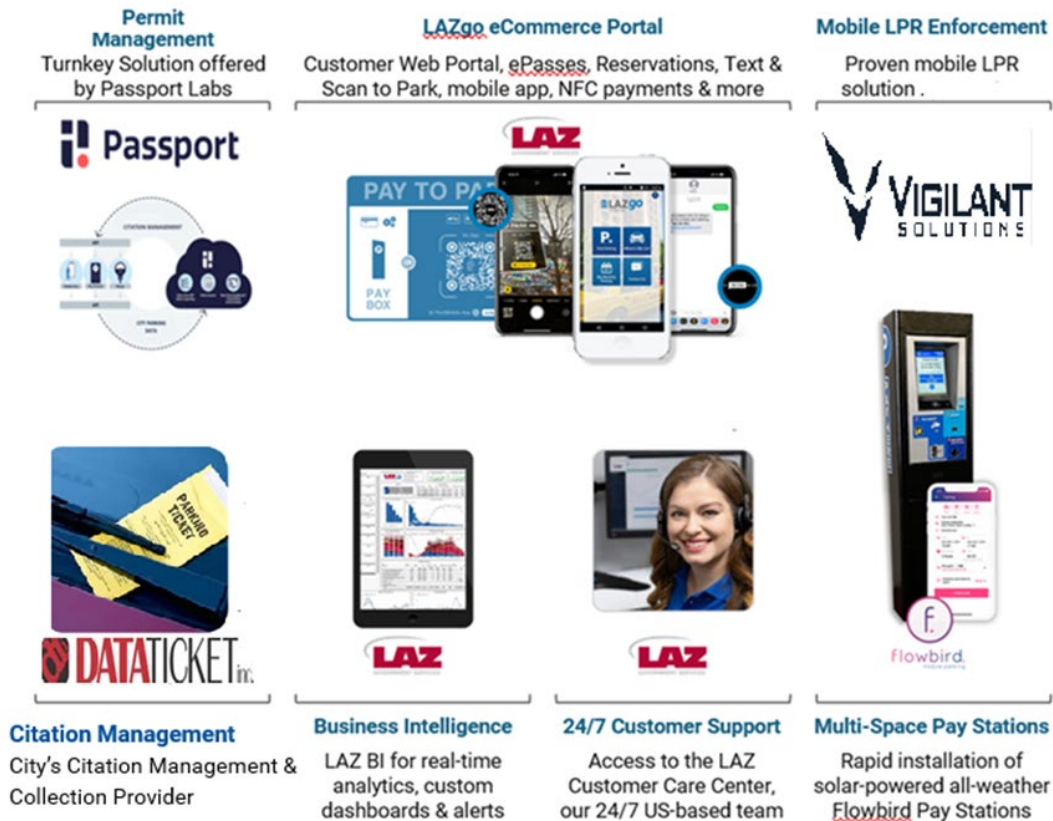 Permit
Management
Turnkey Solution offered
by Passport Labs
LAZgo eCommerce Portal
Customer Web Portal, ePasses, Reservations, Text &
Scan to Park, mobile app, NFC payments & more
Mobile LPR Enforcement
Proven mobile LPR
solution .
Passport
CITATION MANAGEMENT
CITY PARKING
DATA
LAZ
PAY TO PA
PAY
BOX
LAZgo
VIGILANT
SOLUTIONS
PARKING
TICKET
DATATICKET inc.
LAZ
LAZ
f.
flowbird.
Citation Management
City's Citation Management &
Collection Provider
Business Intelligence
LAZ BI for real-time
analytics, custom
dashboards & alerts
24/7 Customer Support
Access to the LAZ
Customer Care Center,
our 24/7 US-based team
Multi-Space Pay Stations
Rapid installation of
solar-powered all-weather
Flowbird Pay Stations